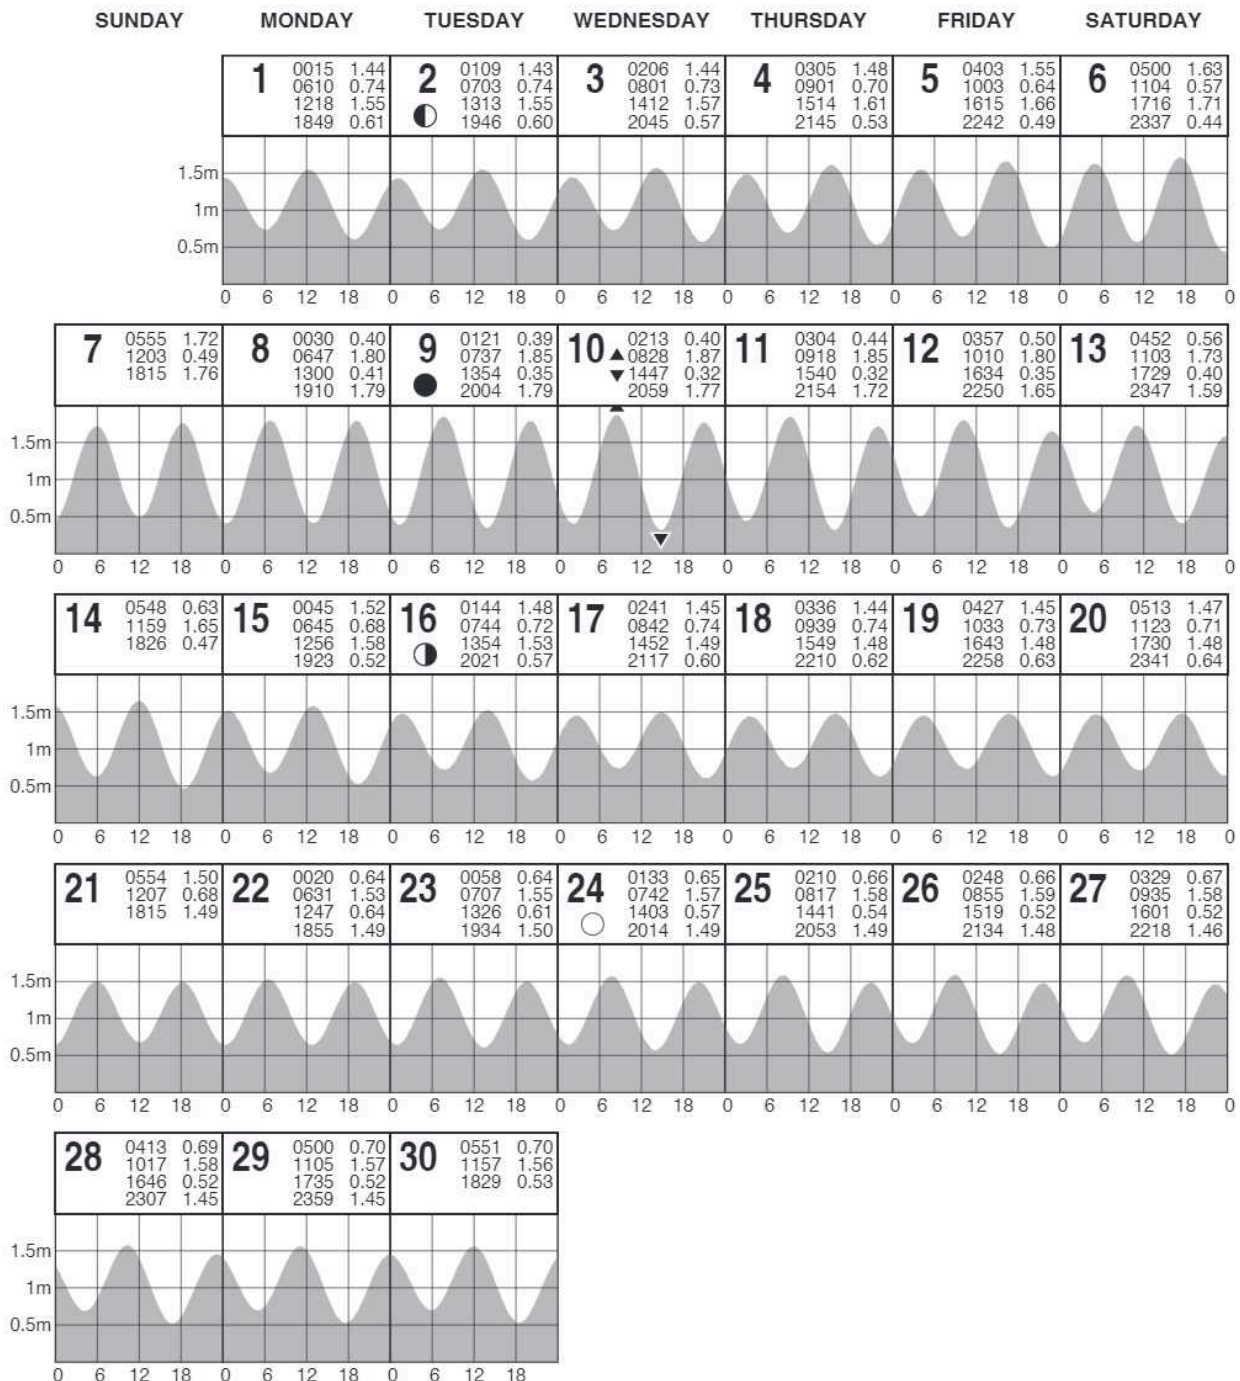 SUNDAY MONDAY TUESDAY WEDNESDAY THURSDAY FRIDAY SATURDAY
1 0015 1.44 2 0109 1.43 3 0206 1.44 4 0305 1.48 5 0403 1.55 6 0500 1.63
0610 0.74 0703 0.74 0801 0.73 0901 0.70 1003 0.64 1104 0.57
1218 1.55 1313 1.55 1412 1.57 1514 1.61 1615 1.66 1716 1.71
1849 0.61 1946 0.60 2045 0.57 2145 0.53 2242 0.49 2337 0.44
1.5m
1m
0.5m
0 6 12 18 0 6 12 18 0 6 12 18 0 6 12 18 0 6 12 18 0 6 12 18 0
7 0555 1.72 8 0030 0.40 9 0121 0.39 10 0213 0.40 11 0304 0.44 12 0357 0.50 13 0452 0.56
1203 0.49 0647 1.80 0737 1.85 ▲0828 1.87 0918 1.85 1010 1.80 1103 1.73
1815 1.76 1300 0.41 1354 0.35 ▼1447 0.32 1540 0.32 1634 0.35 1729 0.40
1910 1.79 2004 1.79 2059 1.77 2154 1.72 2250 1.65 2347 1.59
1.5m
1m
0.5m
0 6 12 18 0 6 12 18 0 6 12 18 0 6 12 18 0 6 12 18 0 6 12 18 0 6 12 18 0
14 0548 0.63 15 0045 1.52 16 0144 1.48 17 0241 1.45 18 0336 1.44 19 0427 1.45 20 0513 1.47
1159 1.65 0645 0.68 0744 0.72 0842 0.74 0939 0.74 1033 0.73 1123 0.71
1826 0.47 1256 1.58 1354 1.53 1452 1.49 1549 1.48 1643 1.48 1730 1.48
1923 0.52 2021 0.57 2117 0.60 2210 0.62 2258 0.63 2341 0.64
1.5m
1m
0.5m
0 6 12 18 0 6 12 18 0 6 12 18 0 6 12 18 0 6 12 18 0 6 12 18 0 6 12 18 0
21 0554 1.50 22 0020 0.64 23 0058 0.64 24 0133 0.65 25 0210 0.66 26 0248 0.66 27 0329 0.67
1207 0.68 0631 1.53 0707 1.55 0742 1.57 0817 1.58 0855 1.59 0935 1.58
1815 1.49 1247 0.64 1326 0.61 1403 0.57 1441 0.54 1519 0.52 1601 0.52
1855 1.49 1934 1.50 2014 1.49 2053 1.49 2134 1.48 2218 1.46
1.5m
1m
0.5m
0 6 12 18 0 6 12 18 0 6 12 18 0 6 12 18 0 6 12 18 0 6 12 18 0 6 12 18 0
28 0413 0.69 29 0500 0.70 30 0551 0.70
1017 1.58 1105 1.57 1157 1.56
1646 0.52 1735 0.52 1829 0.53
2307 1.45 2359 1.45
1.5m
1m
0.5m
0 6 12 18 0 6 12 18 0 6 12 18